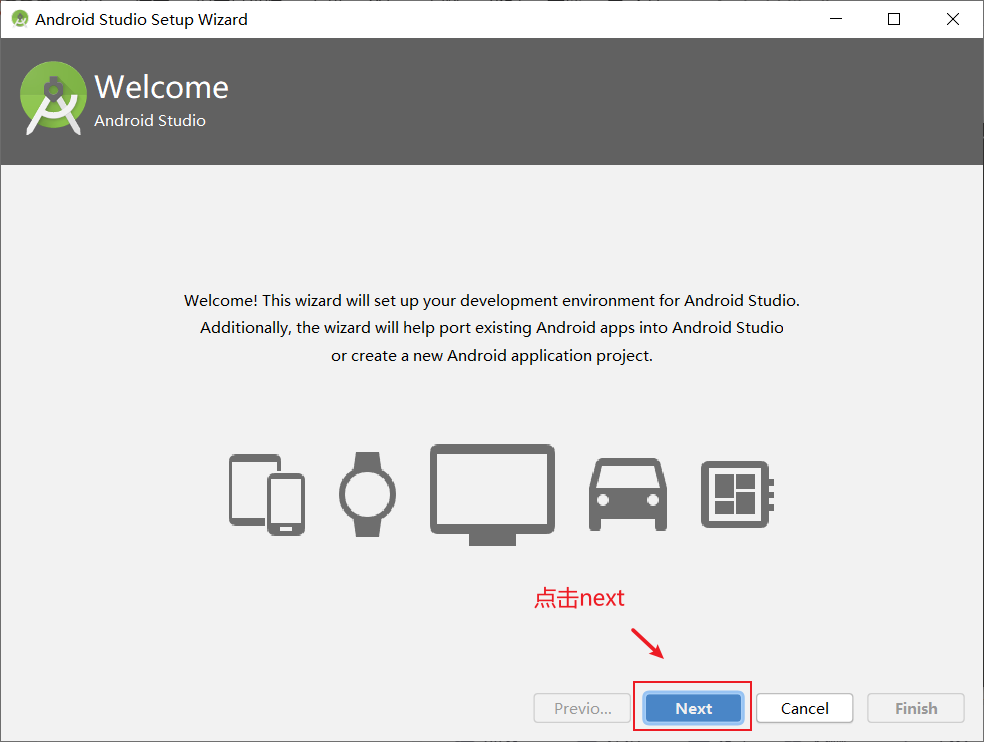 Android Studio Setup Wizard
Welcome
Android Studio
Welcome! This wizard will set up your development environment for Android Studio.
Additionally, the wizard will help port existing Android apps into Android Studio
or create a new Android application project.
点击next
Previo... Next Cancel Finish